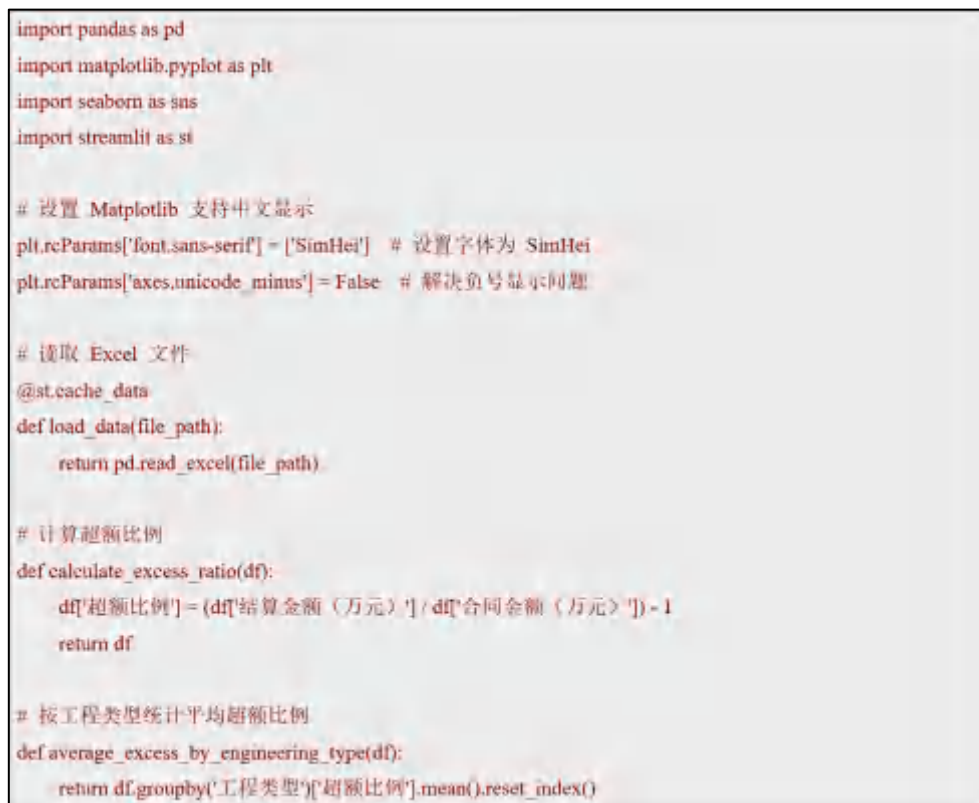 import pandas as pd
import matplotlib.pyplot as plt
import seaborn as sns
import streamlit as st
# 设置 Matplotlib 支持中文显示
plt.rcParams['font.sans-serif'] = ['SimHei'] # 设置字体为 SimHei
plt.rcParams['axes.unicode_minus'] = False # 解决负号显示问题
# 读取 Excel 文件
@st.cache_data
def load_data(file_path):
return pd.read_excel(file_path)
# 计算超额比例
def calculate_excess_ratio(df):
df['超额比例'] = (df['结算金额（万元）'] / df['合同金额（万元）']) - 1
return df
# 按工程类型统计平均超额比例
def average_excess_by_engineering_type(df):
return df.groupby('工程类型')['超额比例'].mean().reset_index()